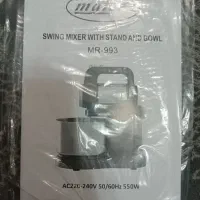 SWING MIXER WITH STAND AND BOWL
MR-993
AC220-240V 50/60Hz 550W